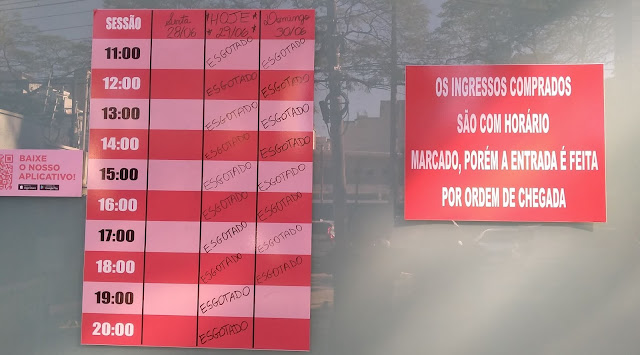 SESSÃO Sexta *HOJE* Domingo
28/06 *29/06* 30/06
11:00 ESGOTADO ESGOTADO
12:00 ESGOTADO ESGOTADO
13:00 ESGOTADO ESGOTADO
14:00 ESGOTADO ESGOTADO
15:00 ESGOTADO ESGOTADO
16:00 ESGOTADO ESGOTADO
17:00 ESGOTADO ESGOTADO
18:00 ESGOTADO ESGOTADO
19:00 ESGOTADO
20:00 ESGOTADO
BAIXE
O NOSSO
APLICATIVO!
OS INGRESSOS COMPRADOS
SÃO COM HORÁRIO
MARCADO, PORÉM A ENTRADA É FEITA
POR ORDEM DE CHEGADA